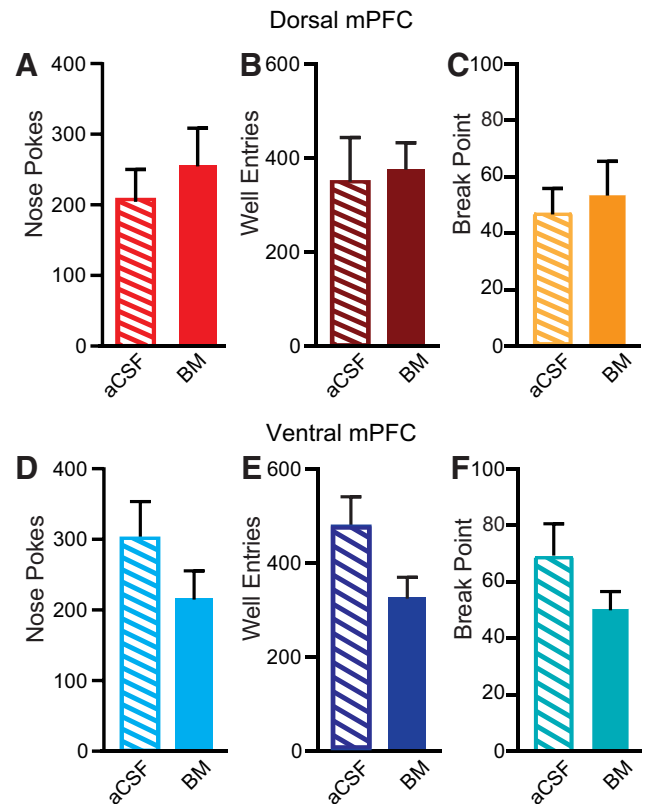 Dorsal mPFC
A
B
C
Nose Pokes
400
300
200
100
0
aCSF
BM
Well Entries
600
400
200
0
aCSF
BM
Break Point
100
80
60
40
20
0
aCSF
BM
Ventral mPFC
D
E
F
Nose Pokes
400
300
200
100
0
aCSF
BM
Well Entries
600
400
200
0
aCSF
BM
Break Point
100
80
60
40
20
0
aCSF
BM